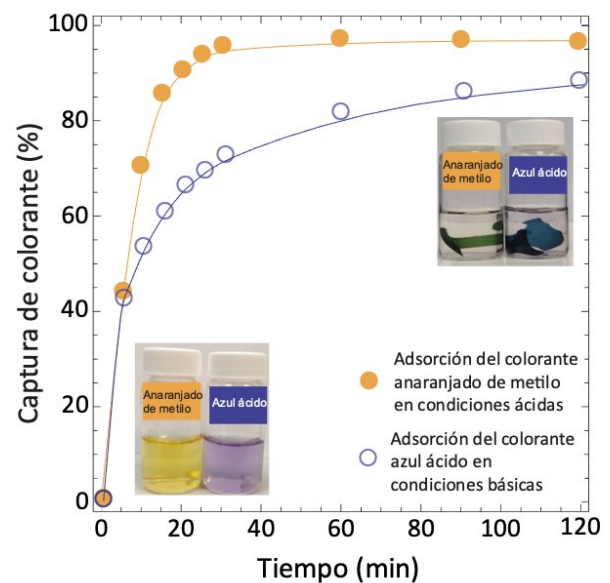 100
80
60
40
20
0
Captura de colorante (%)
Anaranjado
de metilo
Azul ácido
Anaranjado
de metilo
Azul ácido
Adsorción del colorante
anaranjado de metilo
en condiciones ácidas
Adsorción del colorante
azul ácido en
condiciones básicas
0 20 40 60 80 100 120
Tiempo (min)